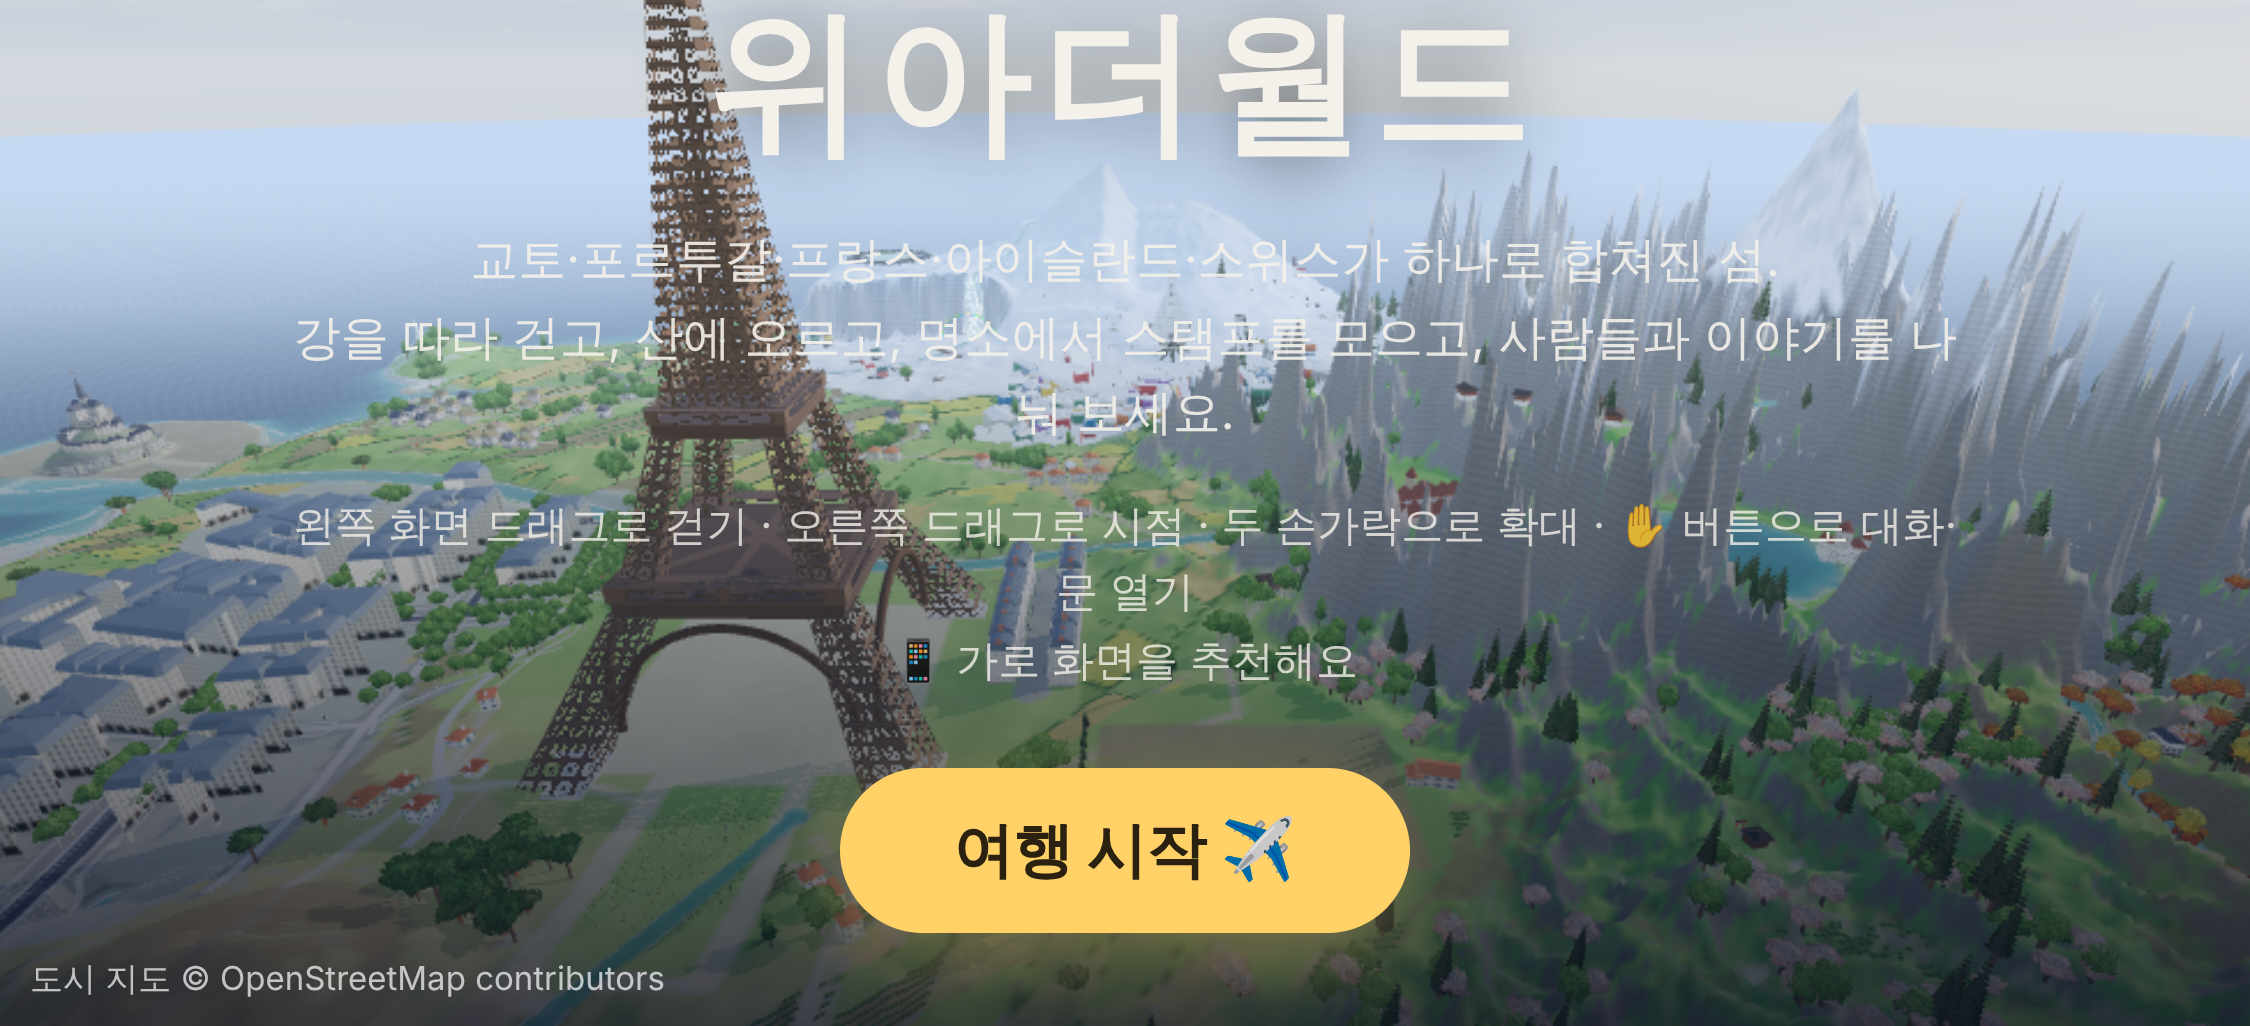 위아더월드
교토·포르투갈·프랑스·아이슬란드·스위스가 하나로 합쳐진 섬.
강을 따라 걷고, 산에 오르고, 명소에서 스탬프를 모으고, 사람들과 이야기를 나
눠 보세요.
왼쪽 화면 드래그로 걷기 · 오른쪽 드래그로 시점 · 두 손가락으로 확대 · ✋ 버튼으로 대화·
문 열기
📱 가로 화면을 추천해요
여행 시작 ✈️
도시 지도 © OpenStreetMap contributors